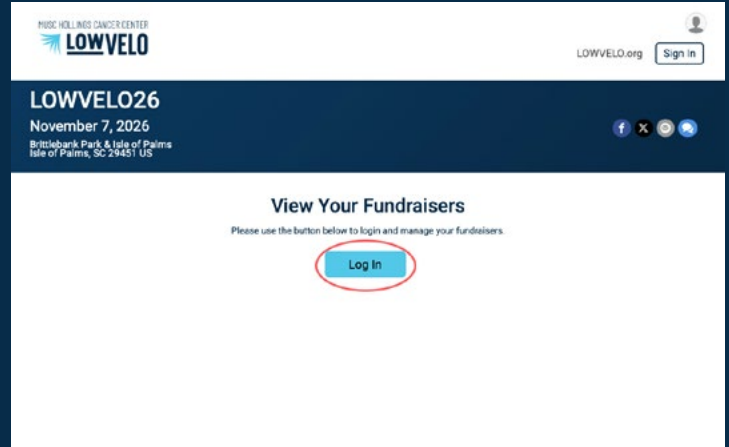 MUSC HOLLINGS CANCER CENTER
LOWVELO
LOWVELO.org
Sign In
LOWVELO26
November 7, 2026
Brittlebank Park & Isle of Palms
Isle of Palms, SC 29451 US
f X
View Your Fundraisers
Please use the button below to login and manage your fundraisers.
Log In